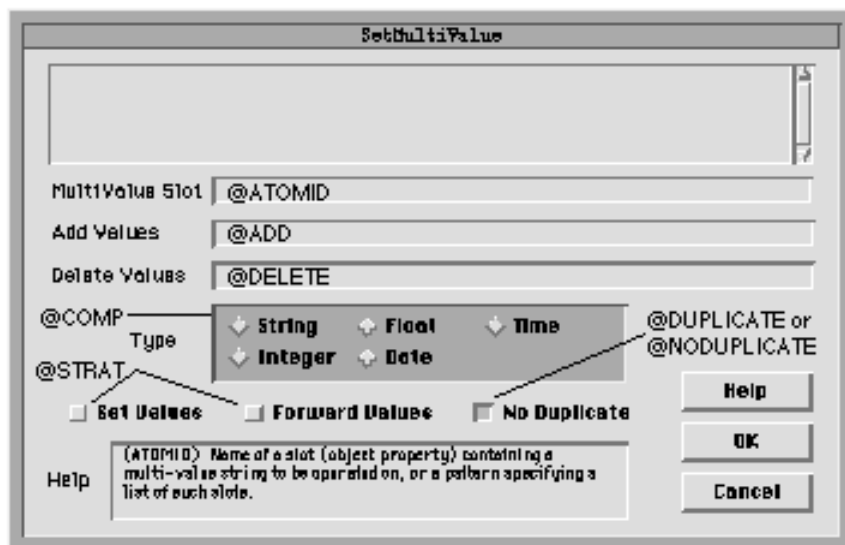 SetMultiValue
MultiValue Slot @ATOMID
Add Values @ADD
Delete Values @DELETE
@COMP
Type
String Float Time
Integer Date
@DUPLICATE or
@NODUPLICATE
@STRAT
Set Values Forward Values No Duplicate
Help
OK
Cancel
Help
(ATOMID) Name of a slot (object property) containing a
multi-value string to be operated on, or a pattern specifying a
list of such slots.